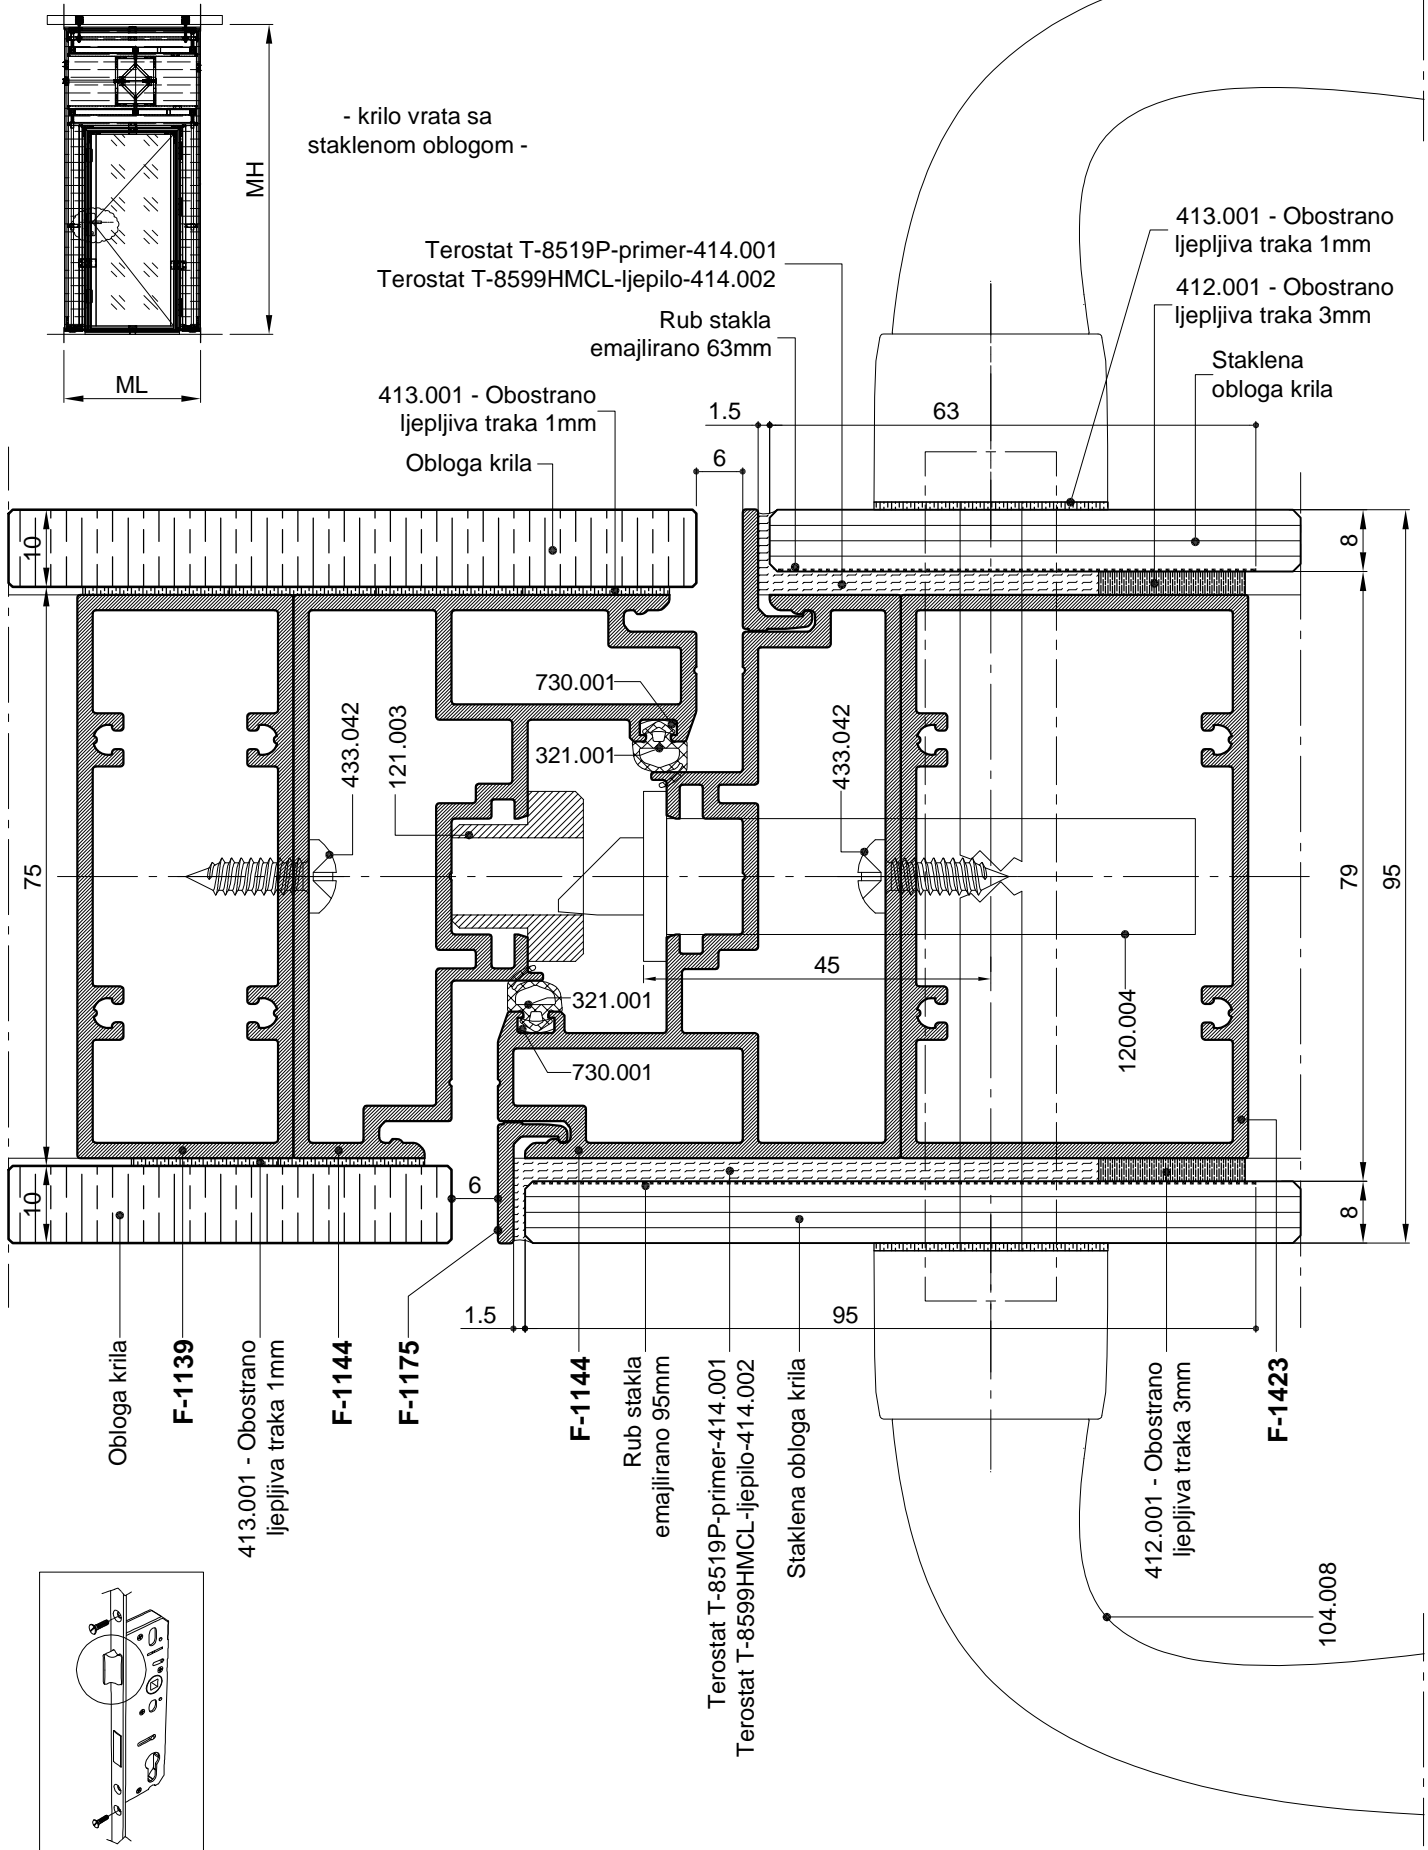 - krilo vrata sa
staklenom oblogom -
MH
ML
Terostat T-8519P-primer-414.001
Terostat T-8599HMCL-ljepilo-414.002
Rub stakla
emajlirano 63mm
413.001 - Obostrano
ljepljiva traka 1mm
Obloga krila
413.001 - Obostrano
ljepljiva traka 1mm
412.001 - Obostrano
ljepljiva traka 3mm
Staklena
obloga krila
1.5
63
6
10
8
730.001
321.001
433.042
121.003
433.042
75
79
95
45
321.001
730.001
120.004
10
6
8
1.5
95
Obloga krila
F-1139
413.001 - Obostrano
ljepljiva traka 1mm
F-1144
F-1175
F-1144
Rub stakla
emajlirano 95mm
Terostat T-8519P-primer-414.001
Terostat T-8599HMCL-ljepilo-414.002
Staklena obloga krila
412.001 - Obostrano
ljepljiva traka 3mm
F-1423
104.008